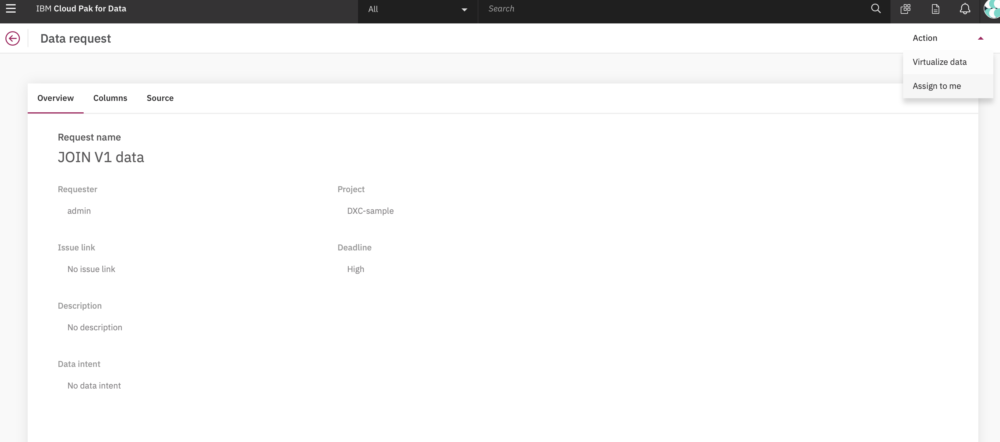 IBM Cloud Pak for Data
All
Search
Data request
Action
Virtualize data
Assign to me
Overview Columns Source
Request name
JOIN V1 data
Requester
admin
Project
DXC-sample
Issue link
No issue link
Deadline
High
Description
No description
Data intent
No data intent